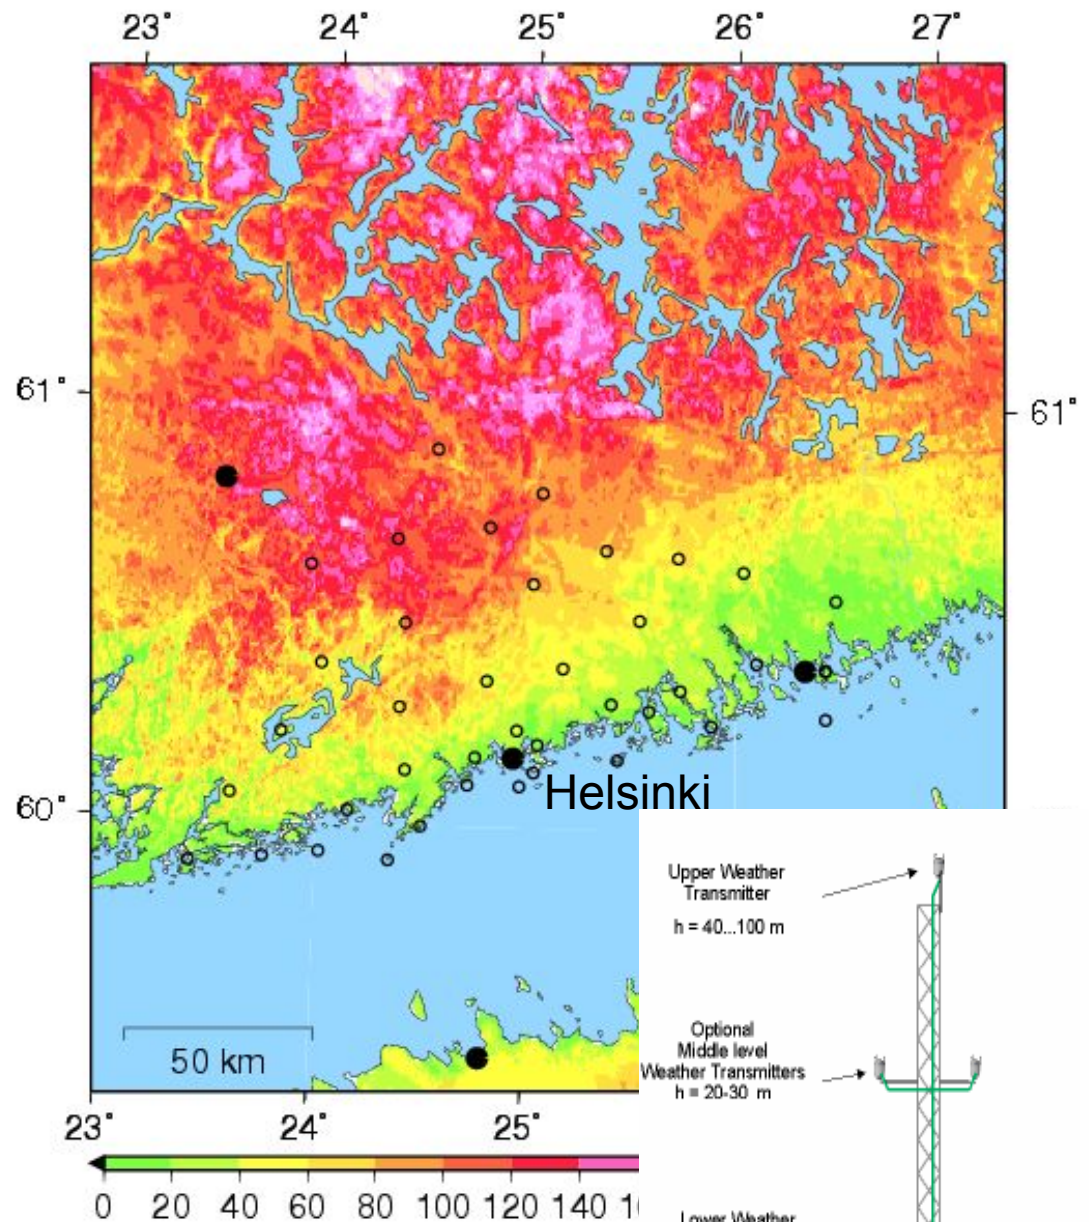 23° 24° 25° 26° 27°
61°
61°
60°
Helsinki
50 km
23° 24° 25°
0 20 40 60 80 100 120 140
Upper Weather
Transmitter
h = 40...100 m
Optional
Middle level
Weather Transmitters
h = 20-30 m
Lower Weather